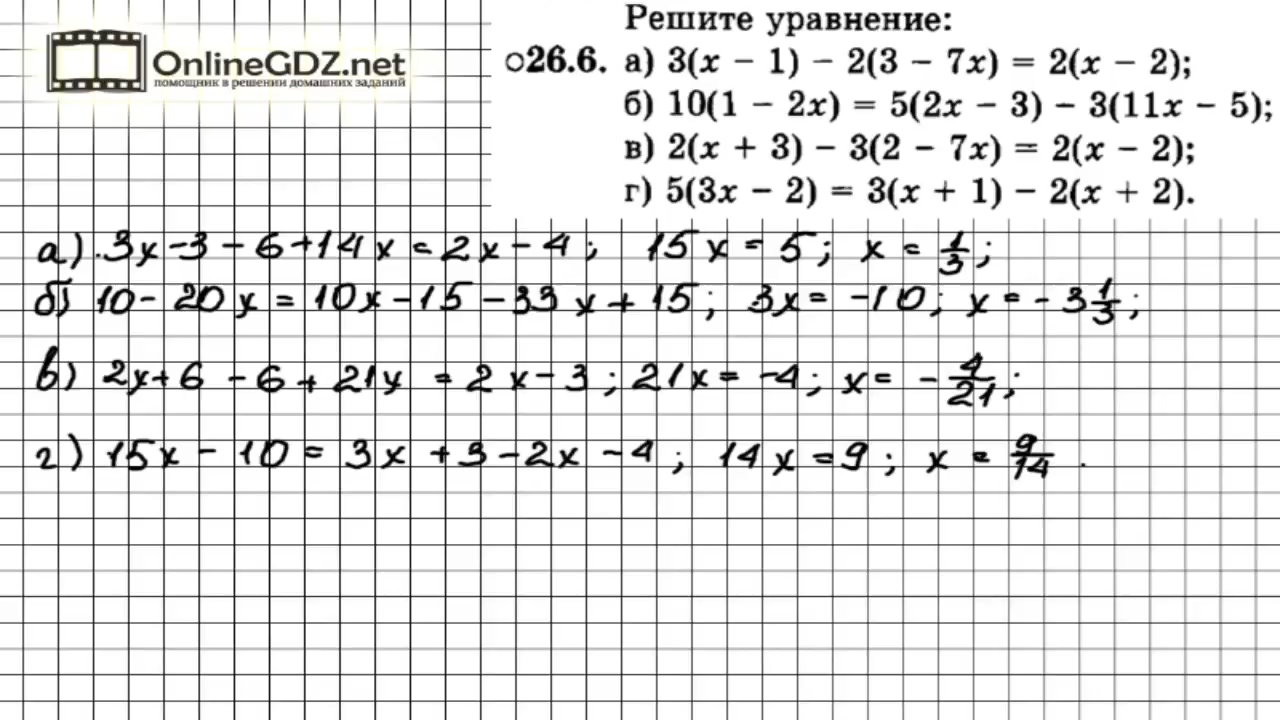 OnlineGDZ.net
помощник в решении домашних заданий
Решите уравнение:
○26.6. а) 3(x − 1) − 2(3 − 7x) = 2(x − 2);
б) 10(1 − 2x) = 5(2x − 3) − 3(11x − 5);
в) 2(x + 3) − 3(2 − 7x) = 2(x − 2);
г) 5(3x − 2) = 3(x + 1) − 2(x + 2).
а) 3x − 3 − 6 + 14x = 2x − 4; 15x = 5; x = 1/3;
б) 10 − 20x = 10x − 15 − 33x + 15; 3x = −10; x = −3 1/3;
в) 2x + 6 − 6 + 21x = 2x − 3; 21x = −4; x = −4/21;
г) 15x − 10 = 3x + 3 − 2x − 4; 14x = 9; x = 9/14.